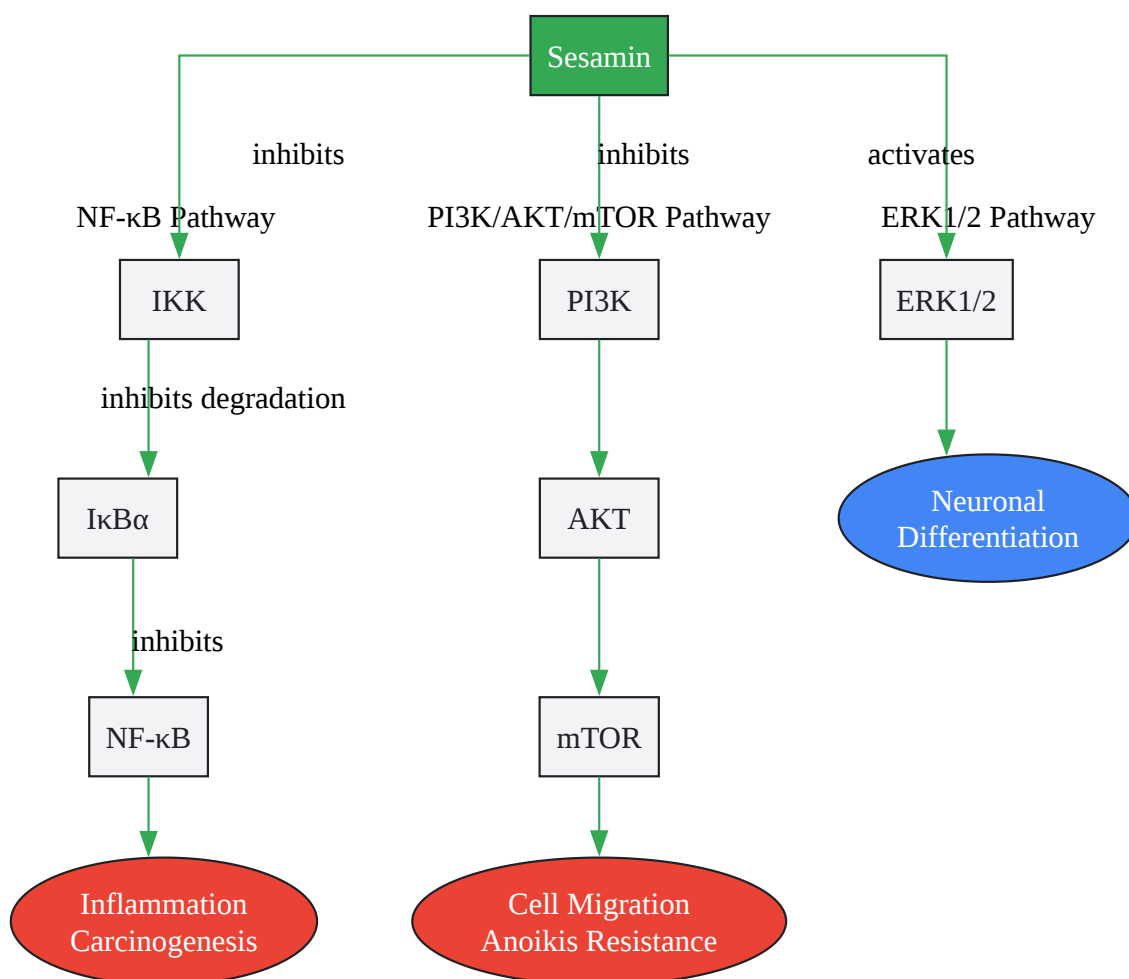 Sesamin
inhibits
inhibits
activates
NF-κB Pathway
PI3K/AKT/mTOR Pathway
ERK1/2 Pathway
IKK
PI3K
ERK1/2
inhibits degradation
IκBα
AKT
Neuronal
Differentiation
inhibits
NF-κB
mTOR
Inflammation
Carcinogenesis
Cell Migration
Anoikis Resistance